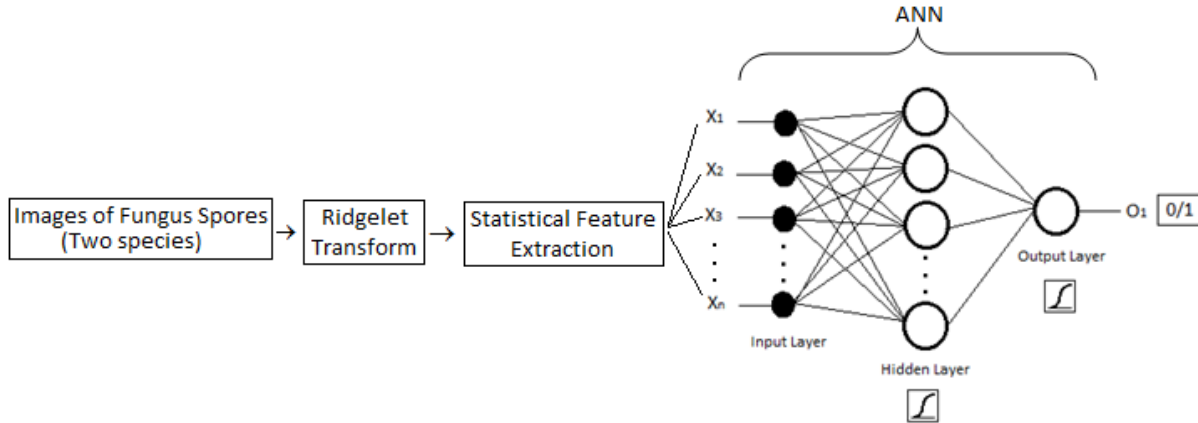 ANN
Images of Fungus Spores
(Two species)
Ridgelet
Transform
Statistical Feature
Extraction
X1
X2
X3
Xn
Input Layer
Hidden Layer
Output Layer
O1
0/1